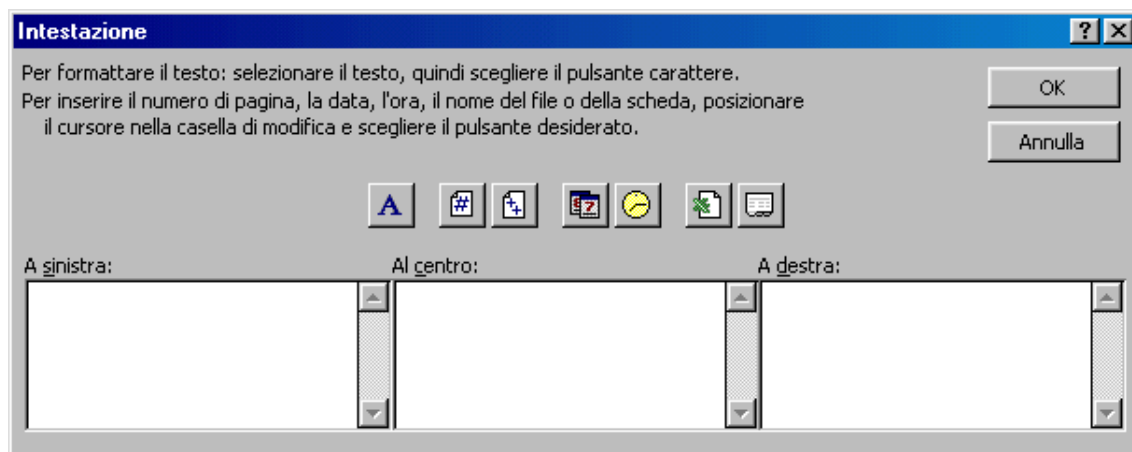 Intestazione
Per formattare il testo: selezionare il testo, quindi scegliere il pulsante carattere.
Per inserire il numero di pagina, la data, l'ora, il nome del file o della scheda, posizionare
il cursore nella casella di modifica e scegliere il pulsante desiderato.
OK
Annulla
A sinistra:
Al centro:
A destra: